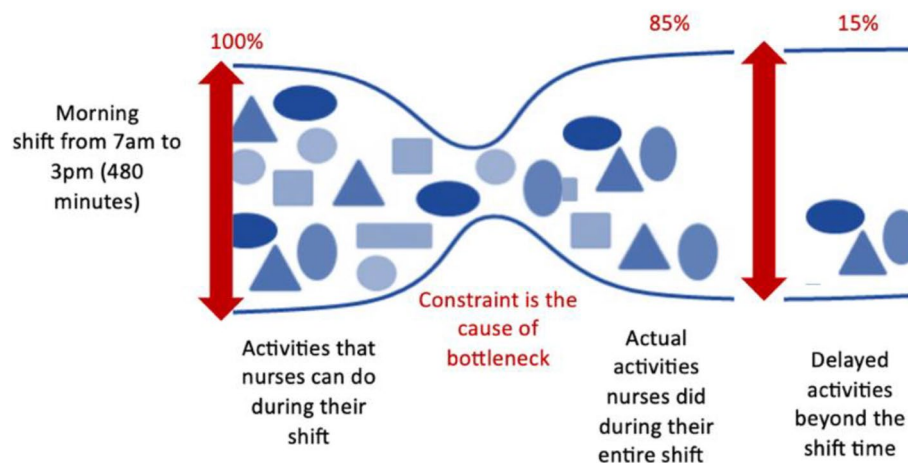 100%
85%
15%
Morning
shift from 7am to
3pm (480
minutes)
Constraint is the
cause of
bottleneck
Activities that
nurses can do
during their
shift
Actual
activities
nurses did
during their
entire shift
Delayed
activities
beyond the
shift time